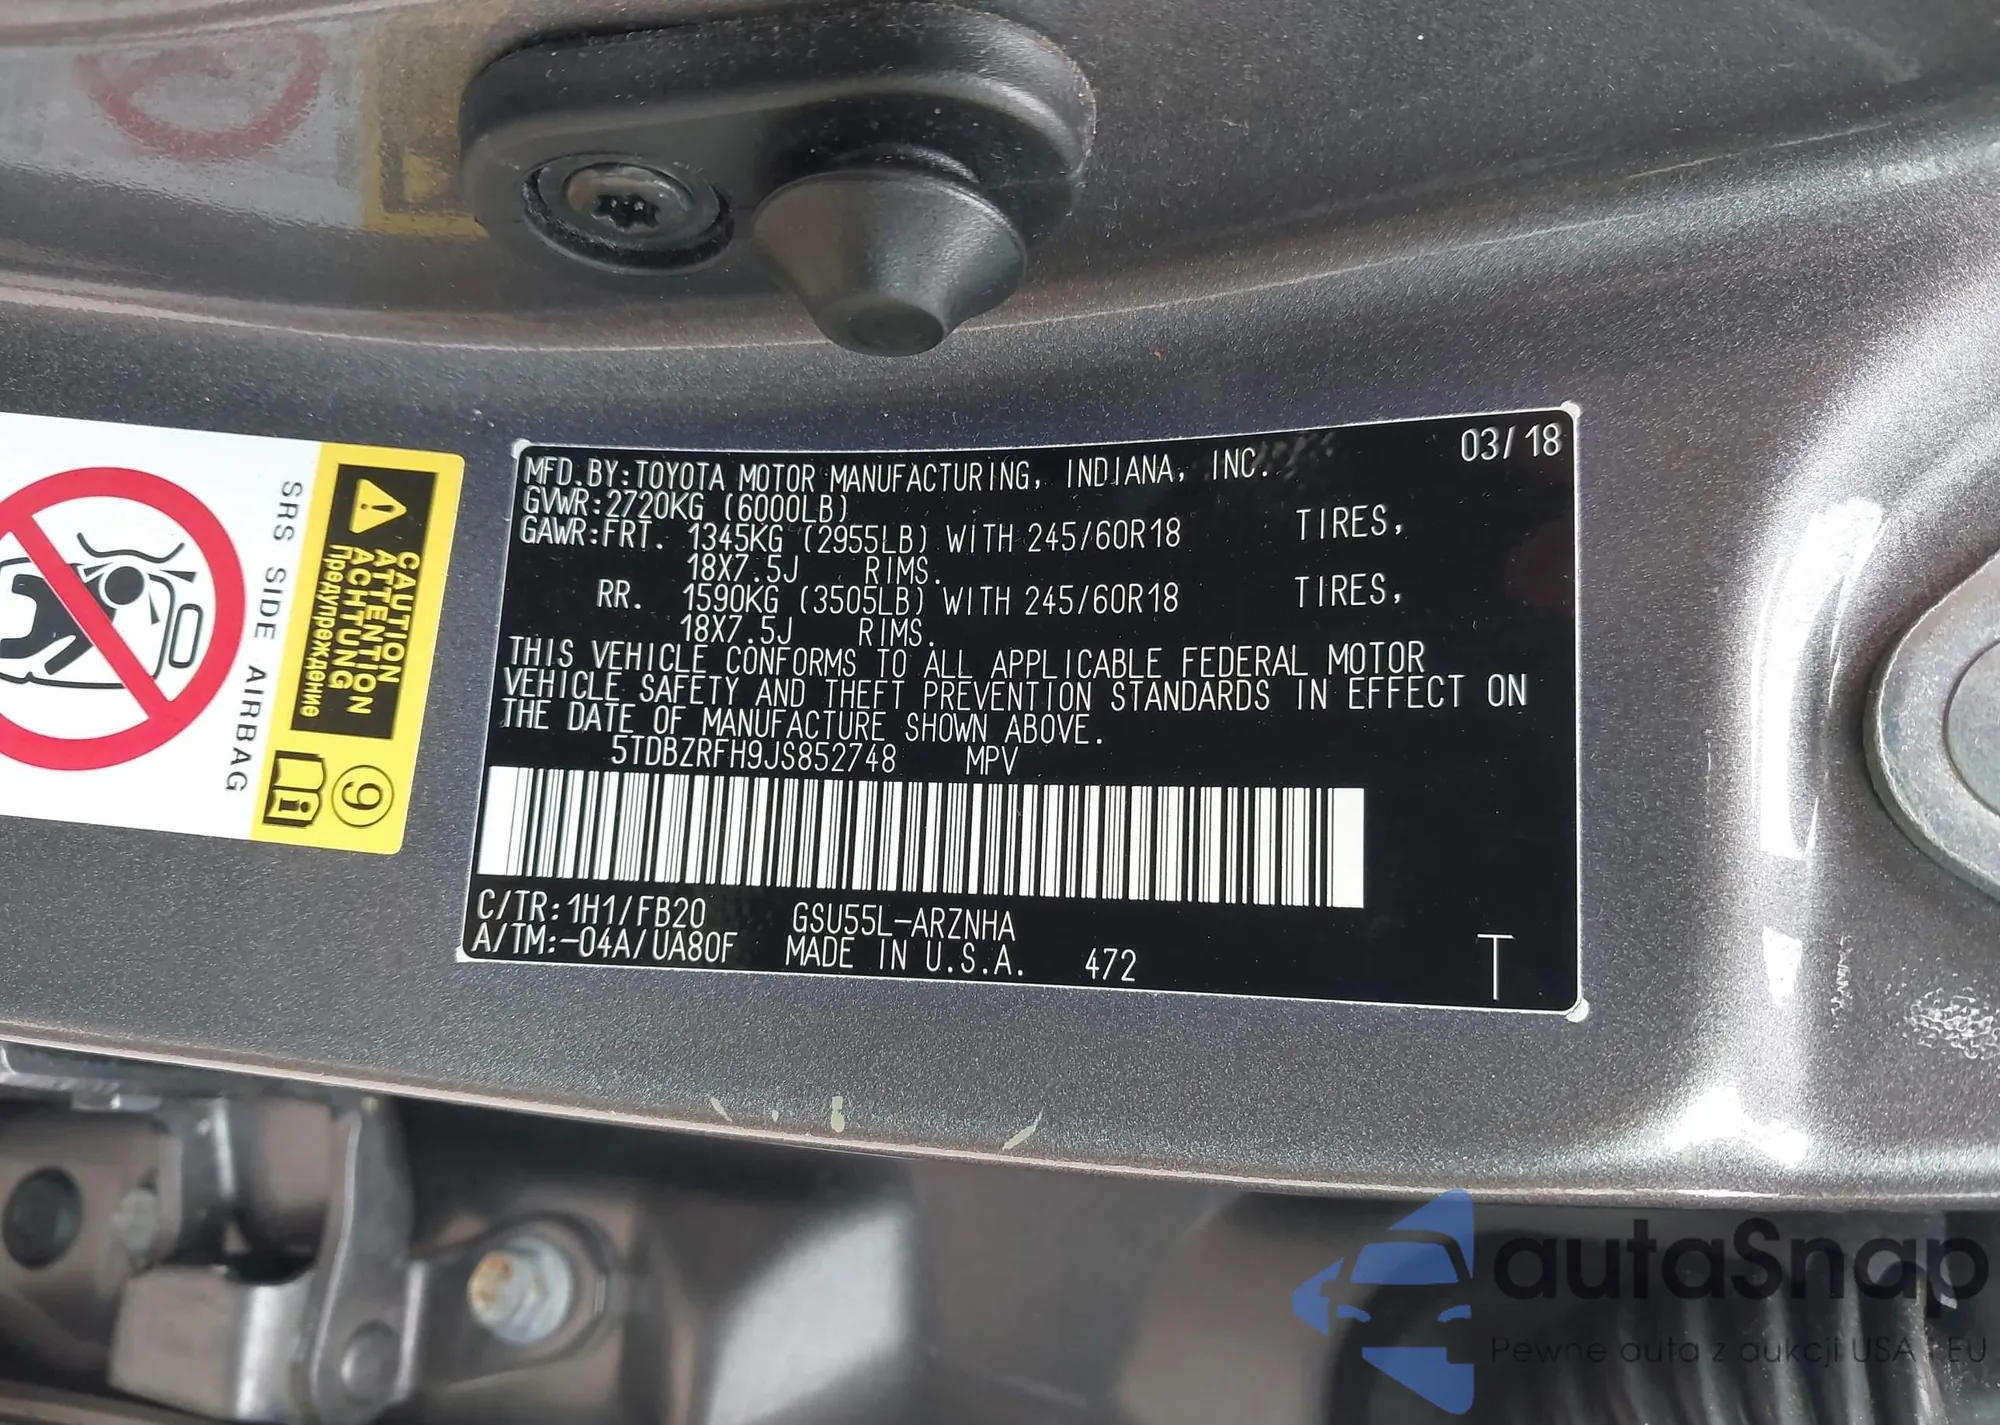 03/18
MFD.BY:TOYOTA MOTOR MANUFACTURING, INDIANA, INC.
GVWR:2720KG (6000LB)
GAWR:FRT. 1345KG (2955LB) WITH 245/60R18 TIRES,
18X7.5J RIMS.
RR. 1590KG (3505LB) WITH 245/60R18 TIRES,
18X7.5J RIMS.
THIS VEHICLE CONFORMS TO ALL APPLICABLE FEDERAL MOTOR
VEHICLE SAFETY AND THEFT PREVENTION STANDARDS IN EFFECT ON
THE DATE OF MANUFACTURE SHOWN ABOVE.
5TDBZRFH9JS852748 MPV
C/TR:1H1/FB20 GSU55L-ARZNHA
A/TM:-04A/UA80F MADE IN U.S.A. 472
T
CAUTION
ATTENTION
ACHTUNG
Предупреждение
SRS SIDE AIRBAG
9
autaSnap
Pewne auta z aukcji USA i EU